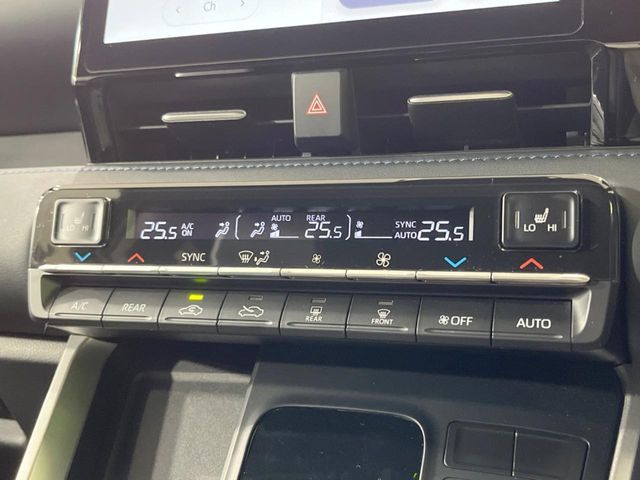 Ch
LO HI
25.5 A/C ON
AUTO REAR 25.5
SYNC AUTO 25.5
LO HI
SYNC
A/C REAR REAR FRONT OFF AUTO